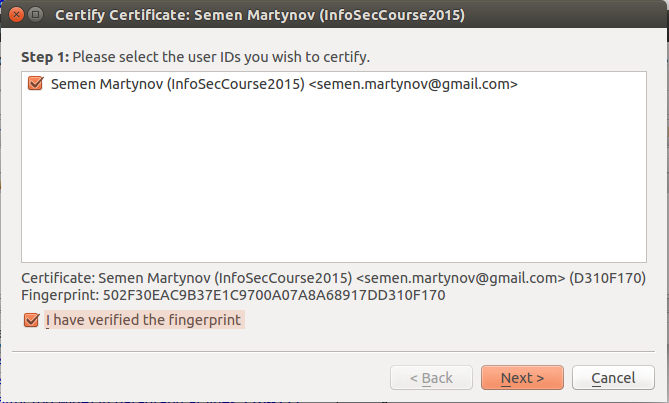 Certify Certificate: Semen Martynov (InfoSecCourse2015)
Step 1: Please select the user IDs you wish to certify.
Semen Martynov (InfoSecCourse2015) <semen.martynov@gmail.com>
Certificate: Semen Martynov (InfoSecCourse2015) <semen.martynov@gmail.com> (D310F170)
Fingerprint: 502F30EAC9B37E1C9700A07A8A68917DD310F170
I have verified the fingerprint
< Back
Next >
Cancel